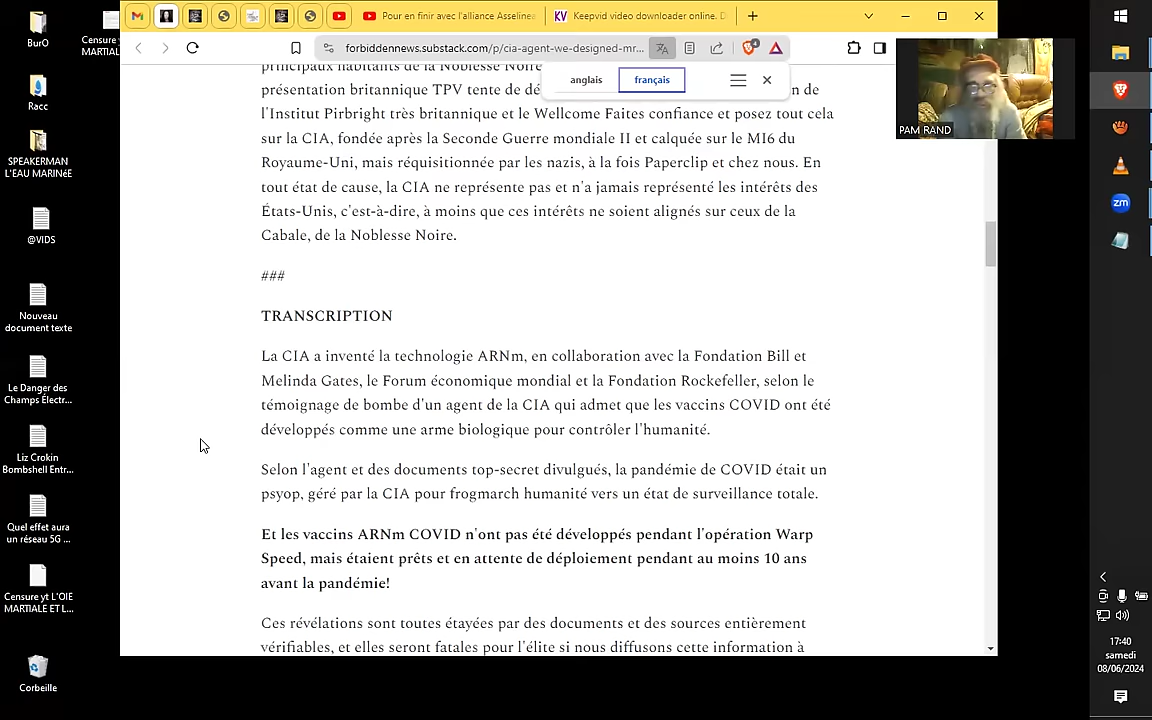 Pour en finir avec l'alliance Asselinea
Keepvid video downloader online. D
forbiddennews.substack.com/p/cia-agent-we-designed-mr...
anglais
français
principaux habitants de la Noblesse Noire
présentation britannique TPV tente de dé
n de
l'Institut Pirbright très britannique et le Wellcome Faites confiance et posez tout cela
sur la CIA, fondée après la Seconde Guerre mondiale II et calquée sur le MI6 du
Royaume-Uni, mais réquisitionnée par les nazis, à la fois Paperclip et chez nous. En
tout état de cause, la CIA ne représente pas et n'a jamais représenté les intérêts des
États-Unis, c'est-à-dire, à moins que ces intérêts ne soient alignés sur ceux de la
Cabale, de la Noblesse Noire.
###
TRANSCRIPTION
La CIA a inventé la technologie ARNm, en collaboration avec la Fondation Bill et
Melinda Gates, le Forum économique mondial et la Fondation Rockefeller, selon le
témoignage de bombe d'un agent de la CIA qui admet que les vaccins COVID ont été
développés comme une arme biologique pour contrôler l'humanité.
Selon l'agent et des documents top-secret divulgués, la pandémie de COVID était un
psyop, géré par la CIA pour frogmarch humanité vers un état de surveillance totale.
Et les vaccins ARNm COVID n'ont pas été développés pendant l'opération Warp
Speed, mais étaient prêts et en attente de déploiement pendant au moins 10 ans
avant la pandémie!
Ces révélations sont toutes étayées par des documents et des sources entièrement
vérifiables, et elles seront fatales pour l'élite si nous diffusons cette information à
BurO
Censure
MARTIAL
Racc
SPEAKERMAN
L'EAU MARINéE
@VIDS
Nouveau
document texte
Le Danger des
Champs Électr...
Liz Crokin
Bombshell Entr...
Quel effet aura
un réseau 5G ...
Censure yt L'OIE
MARTIALE ET L...
Corbeille
PAM RAND
zm
17:40
samedi
08/06/2024